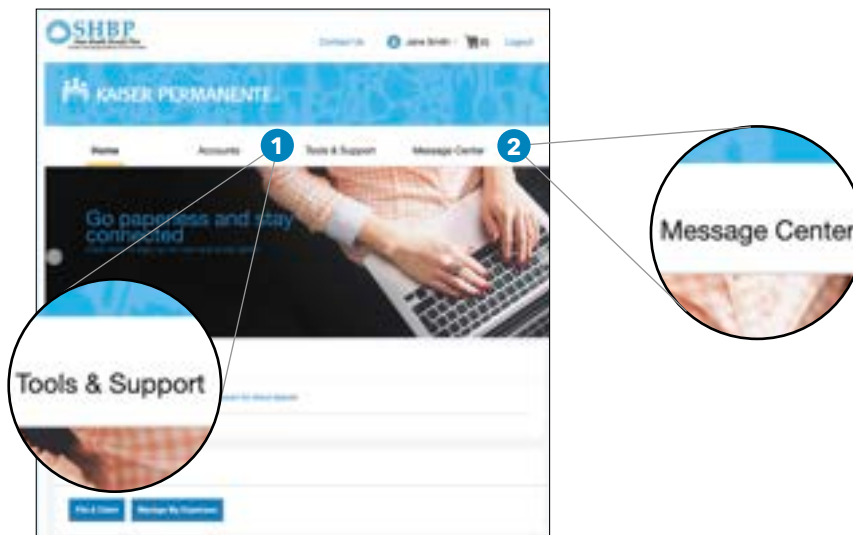 SHBP
Contact Us Jane Smith Logout
KAISER PERMANENTE
Home Accounts 1 Tools & Support Message Center 2
Go paperless and stay
connected
Message Center
Tools & Support
File A Claim Manage My Expenses